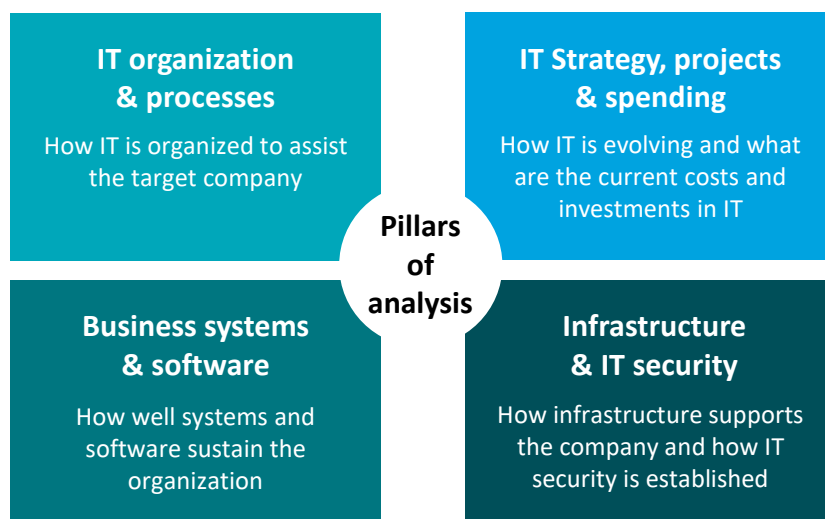 IT organization
& processes
How IT is organized to assist
the target company
IT Strategy, projects
& spending
How IT is evolving and what
are the current costs and
investments in IT
Pillars
of
analysis
Business systems
& software
How well systems and
software sustain the
organization
Infrastructure
& IT security
How infrastructure supports
the company and how IT
security is established